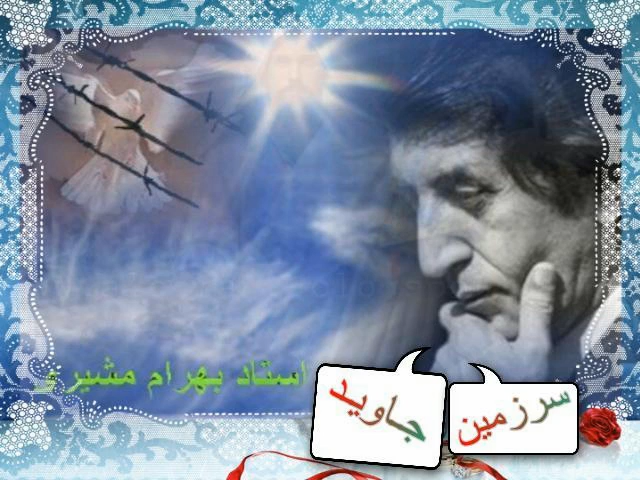 استاد بهرام مشیری
سرزمین
جاوید